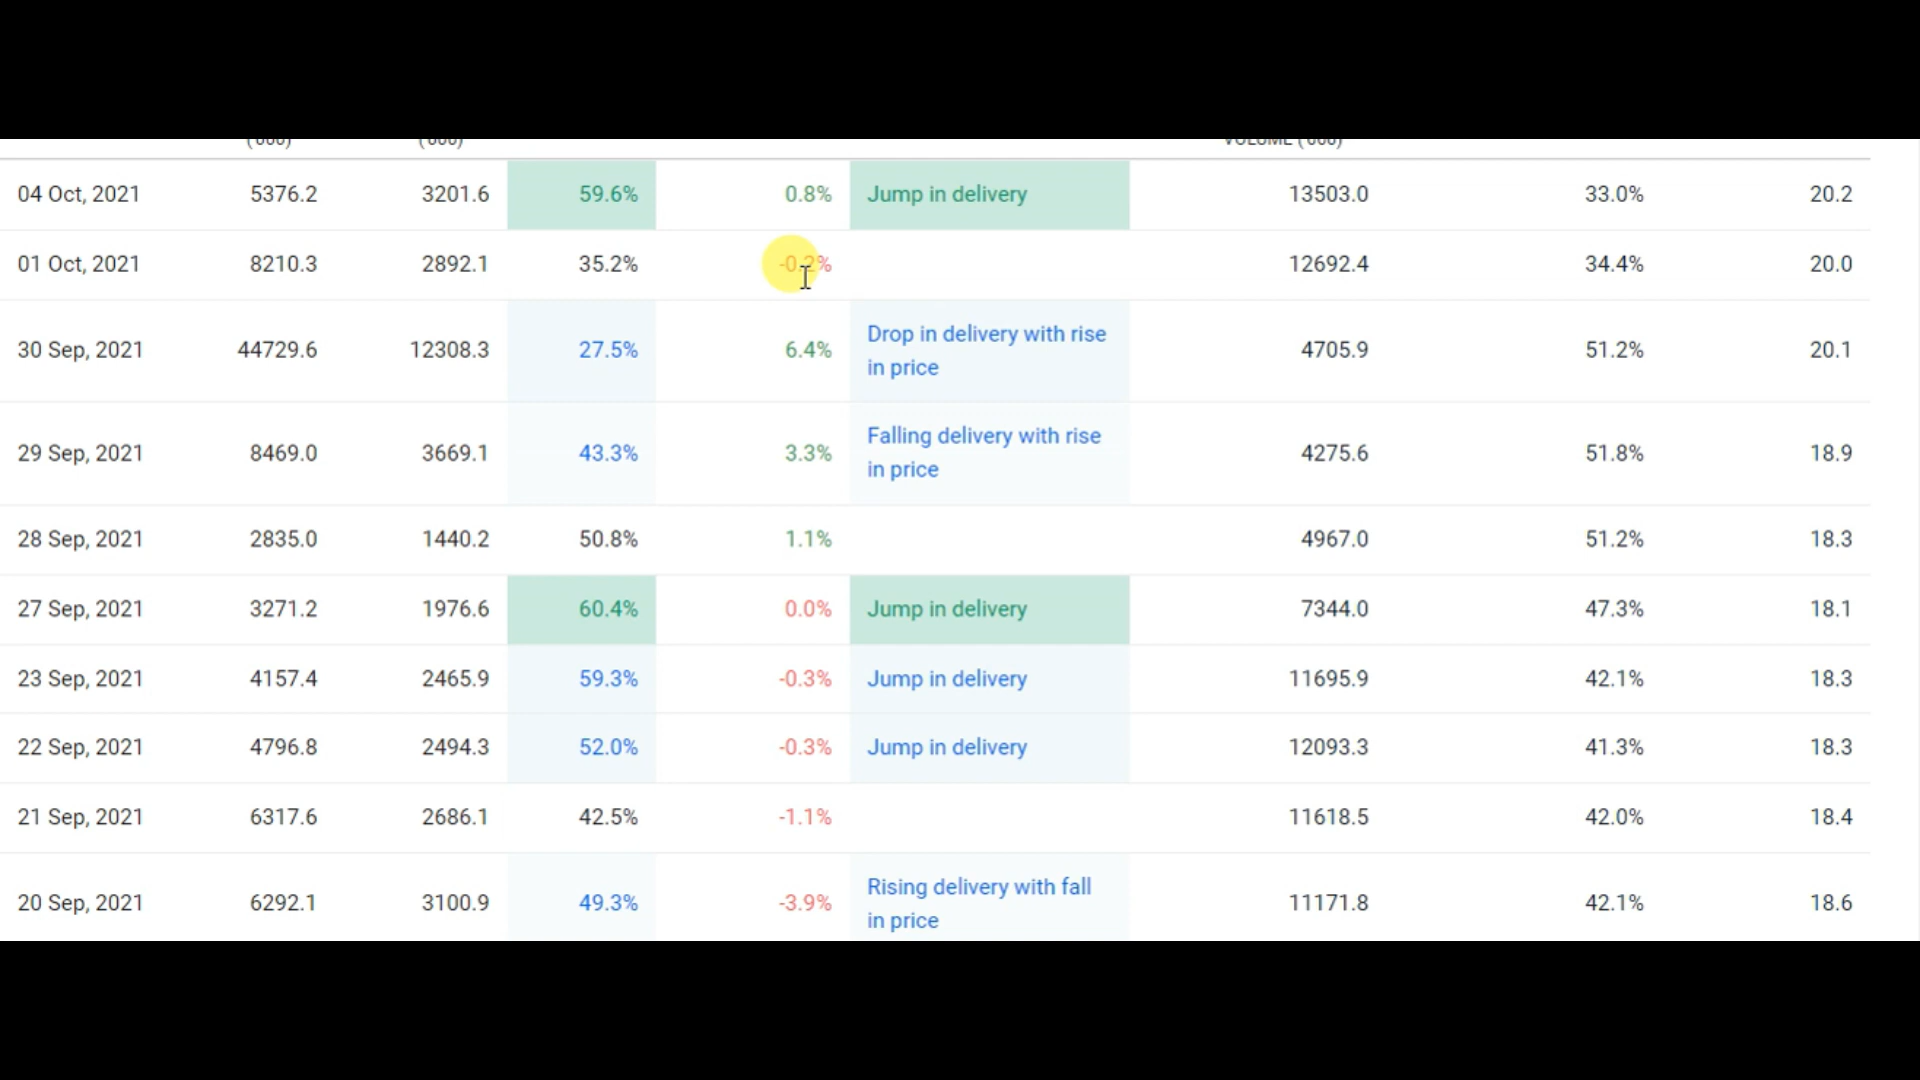 ('000) ('000) VOLUME ('000)
04 Oct, 2021 5376.2 3201.6 59.6% 0.8% Jump in delivery 13503.0 33.0% 20.2
01 Oct, 2021 8210.3 2892.1 35.2% -0.2% 12692.4 34.4% 20.0
30 Sep, 2021 44729.6 12308.3 27.5% 6.4% Drop in delivery with rise 4705.9 51.2% 20.1
in price
29 Sep, 2021 8469.0 3669.1 43.3% 3.3% Falling delivery with rise 4275.6 51.8% 18.9
in price
28 Sep, 2021 2835.0 1440.2 50.8% 1.1% 4967.0 51.2% 18.3
27 Sep, 2021 3271.2 1976.6 60.4% 0.0% Jump in delivery 7344.0 47.3% 18.1
23 Sep, 2021 4157.4 2465.9 59.3% -0.3% Jump in delivery 11695.9 42.1% 18.3
22 Sep, 2021 4796.8 2494.3 52.0% -0.3% Jump in delivery 12093.3 41.3% 18.3
21 Sep, 2021 6317.6 2686.1 42.5% -1.1% 11618.5 42.0% 18.4
20 Sep, 2021 6292.1 3100.9 49.3% -3.9% Rising delivery with fall 11171.8 42.1% 18.6
in price